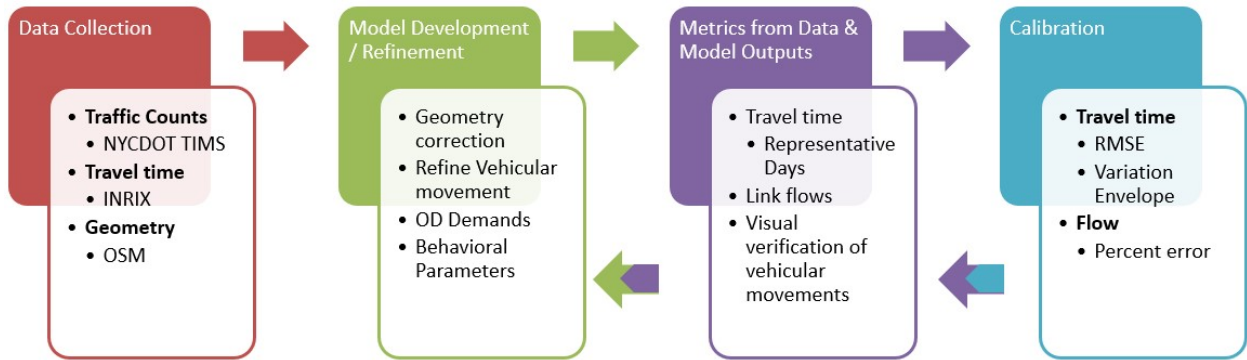 Data Collection
• Traffic Counts
• NYCDOT TIMS
• Travel time
• INRIX
• Geometry
• OSM
Model Development
/ Refinement
• Geometry
correction
• Refine Vehicular
movement
• OD Demands
• Behavioral
Parameters
Metrics from Data &
Model Outputs
• Travel time
• Representative
Days
• Link flows
• Visual
verification of
vehicular
movements
Calibration
• Travel time
• RMSE
• Variation
Envelope
• Flow
• Percent error